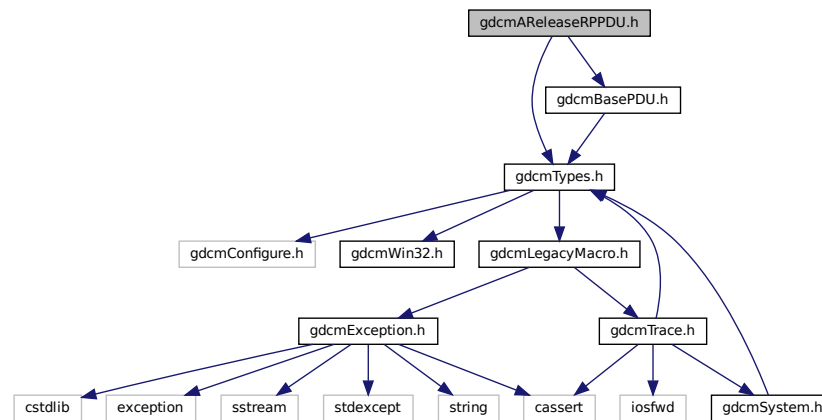 gdcmAReleaseRPPDU.h
gdcmBasePDU.h
gdcmTypes.h
gdcmConfigure.h
gdcmWin32.h
gdcmLegacyMacro.h
gdcmException.h
gdcmTrace.h
cstdlib
exception
sstream
stdexcept
string
cassert
iosfwd
gdcmSystem.h